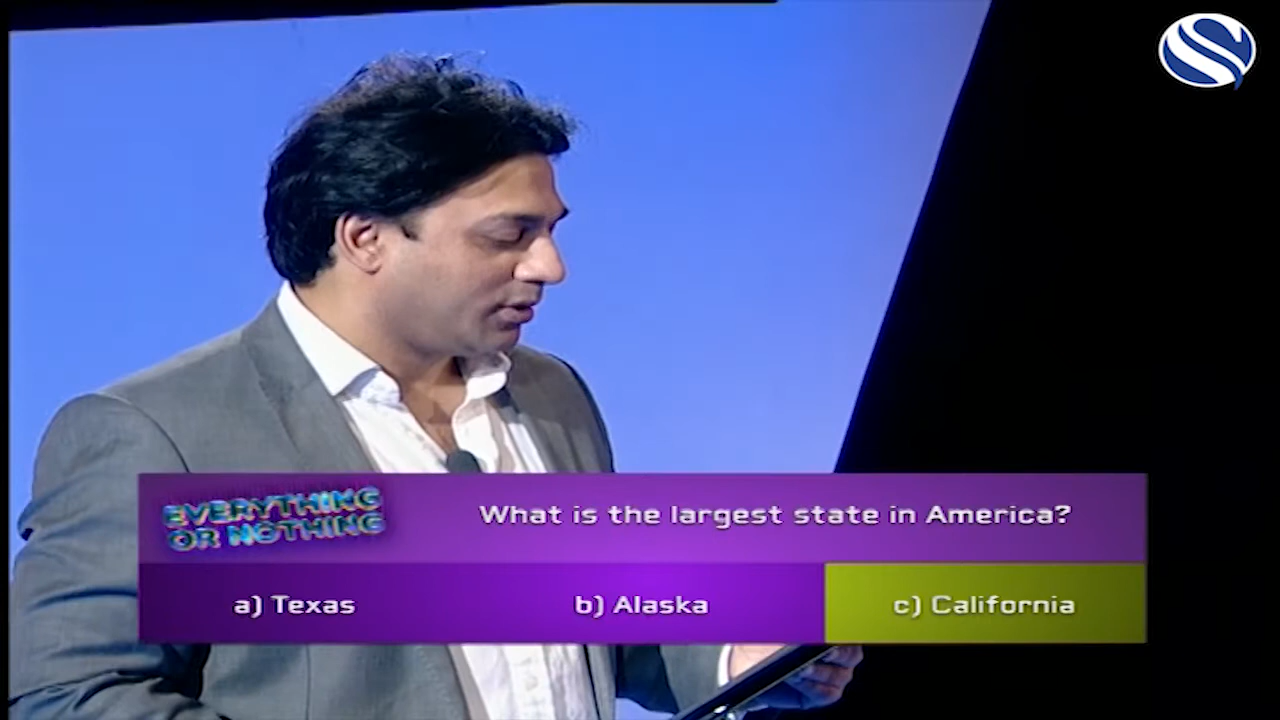 EVERYTHING
OR NOTHING
What is the largest state in America?
a) Texas
b) Alaska
c) California